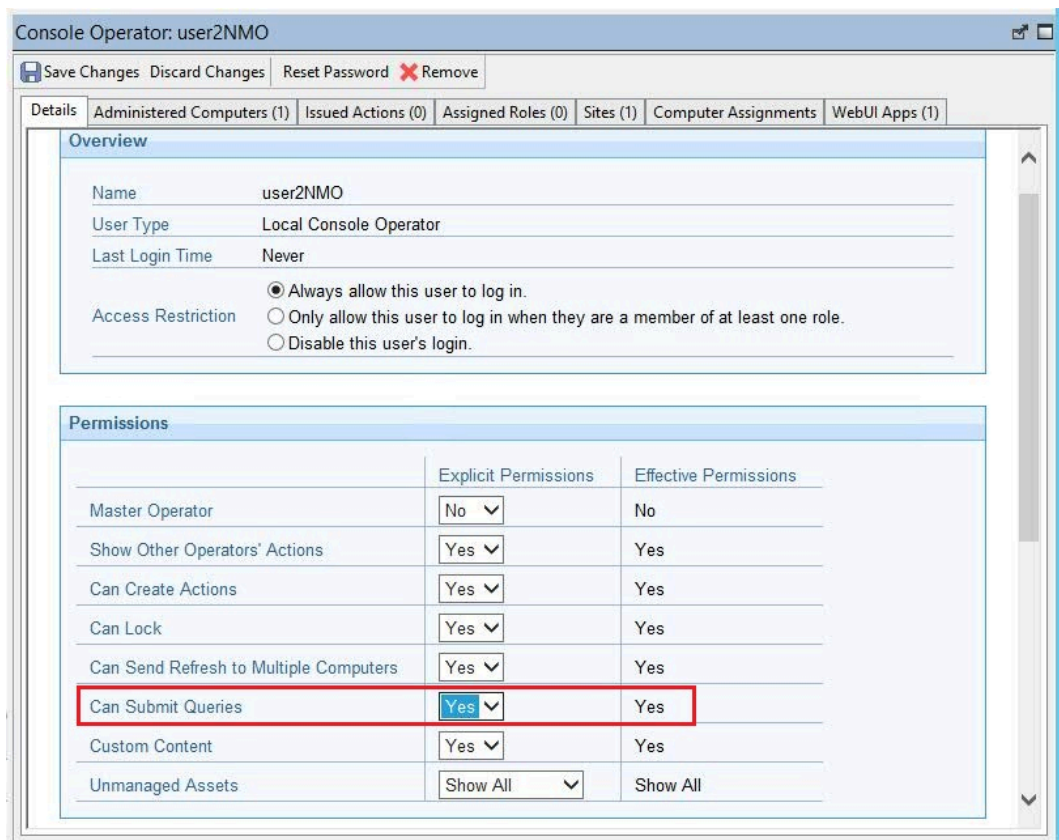 Console Operator: user2NMO
Save Changes Discard Changes Reset Password Remove
Details Administered Computers (1) Issued Actions (0) Assigned Roles (0) Sites (1) Computer Assignments WebUI Apps (1)
Overview
Name user2NMO
User Type Local Console Operator
Last Login Time Never
Access Restriction
Always allow this user to log in.
Only allow this user to log in when they are a member of at least one role.
Disable this user's login.
Permissions
Explicit Permissions Effective Permissions
Master Operator No No
Show Other Operators' Actions Yes Yes
Can Create Actions Yes Yes
Can Lock Yes Yes
Can Send Refresh to Multiple Computers Yes Yes
Can Submit Queries Yes Yes
Custom Content Yes Yes
Unmanaged Assets Show All Show All